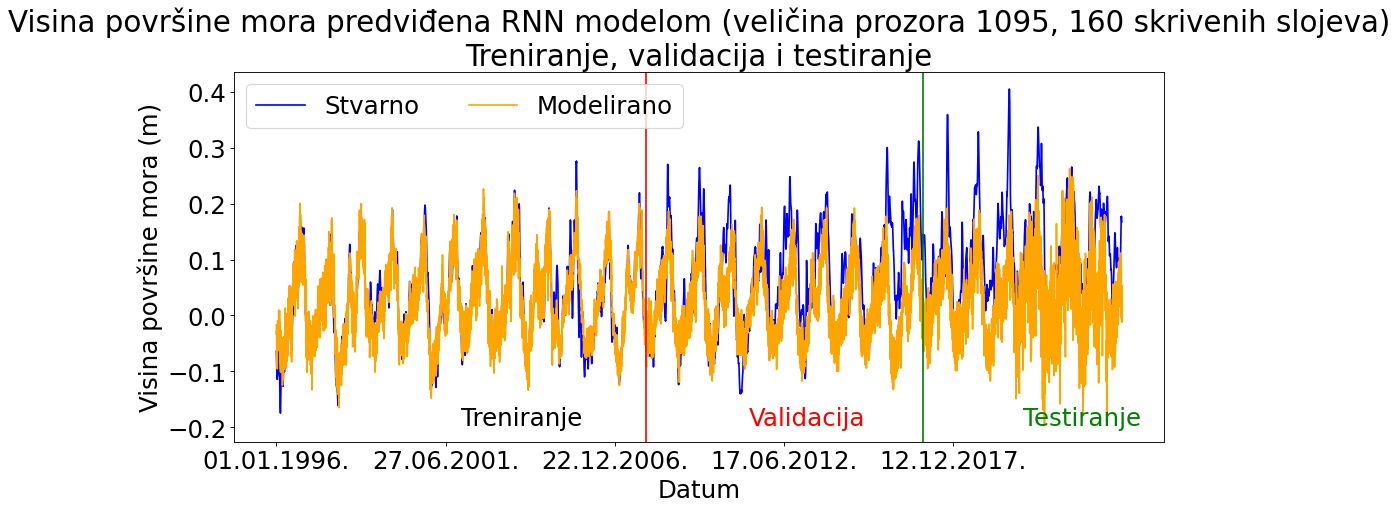 Visina površine mora predviđena RNN modelom (veličina prozora 1095, 160 skrivenih slojeva)
Treniranje, validacija i testiranje
Stvarno Modelirano
Visina površine mora (m)
0.4
0.3
0.2
0.1
0.0
−0.1
−0.2
Treniranje Validacija Testiranje
01.01.1996. 27.06.2001. 22.12.2006. 17.06.2012. 12.12.2017.
Datum